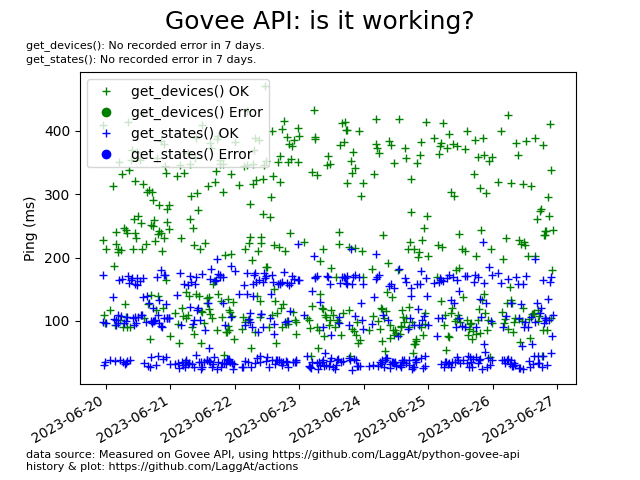 Govee API: is it working?
get_devices(): No recorded error in 7 days.
get_states(): No recorded error in 7 days.
get_devices() OK
get_devices() Error
get_states() OK
get_states() Error
Ping (ms)
400
300
200
100
2023-06-20
2023-06-21
2023-06-22
2023-06-23
2023-06-24
2023-06-25
2023-06-26
2023-06-27
data source: Measured on Govee API, using https://github.com/LaggAt/python-govee-api
history & plot: https://github.com/LaggAt/actions